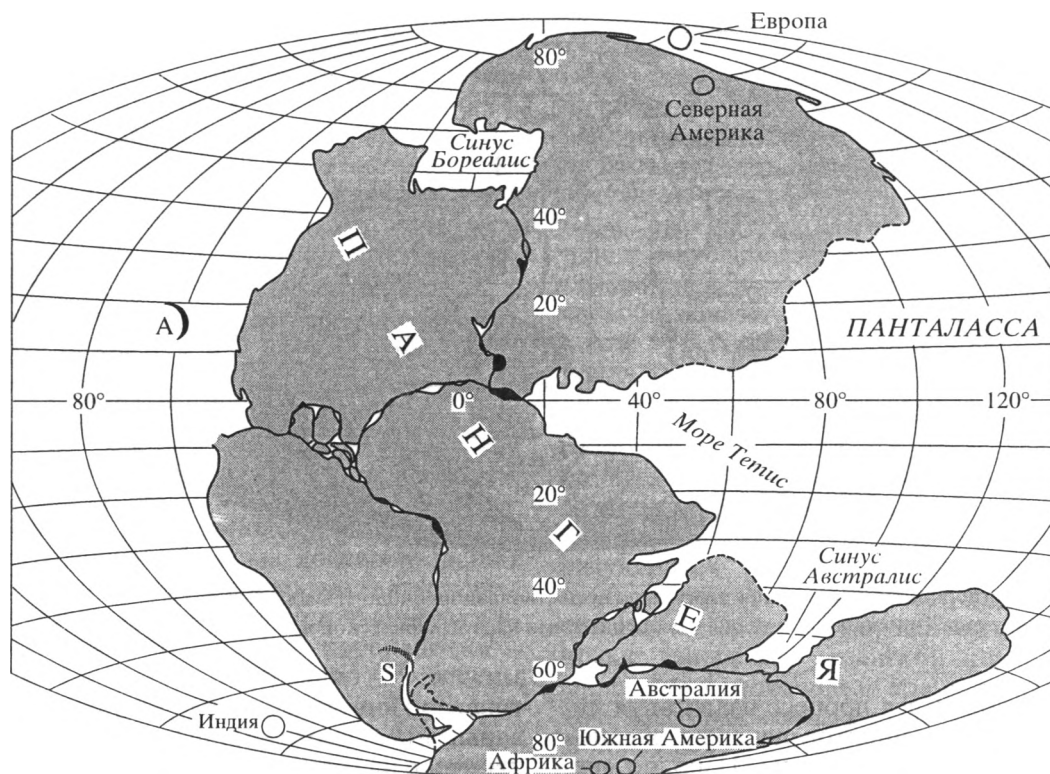 Европа
80°
Северная
Америка
Синус
Бореалис
П
40°
20°
А)
А
ПАНТАЛАССА
80°
0°
40°
80°
120°
Н
Море Тетис
20°
Г
Синус
Австралис
40°
Е
S
60°
Я
Австралия
Индия
Южная Америка
80°
Африка